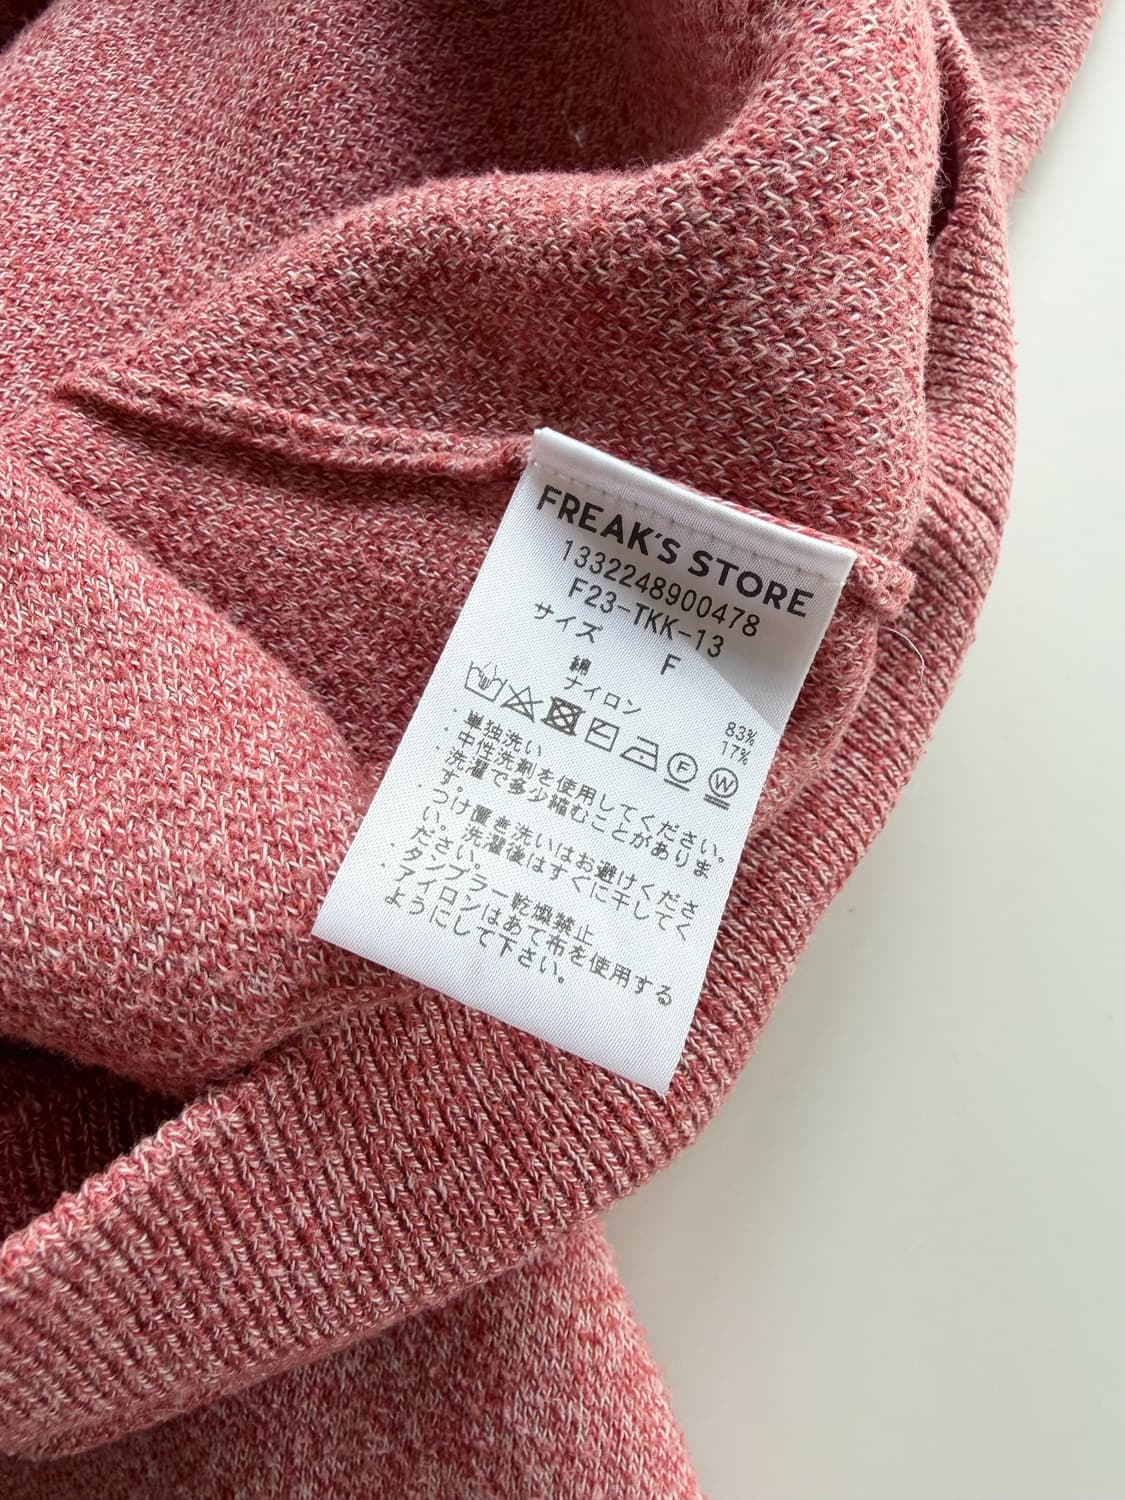 FREAK'S STORE
1332248900478
F23-TKK-13
サイズ F
綿 83%
ナイロン 17%
F W
・単独洗い
・中性洗剤を使用してください。
・洗濯で多少縮むことがありま
す。
・つけ置き洗いはお避けくださ
い。洗濯後はすぐに干してく
ださい。
・タンブラー乾燥禁止
・アイロンはあて布を使用する
ようにして下さい。